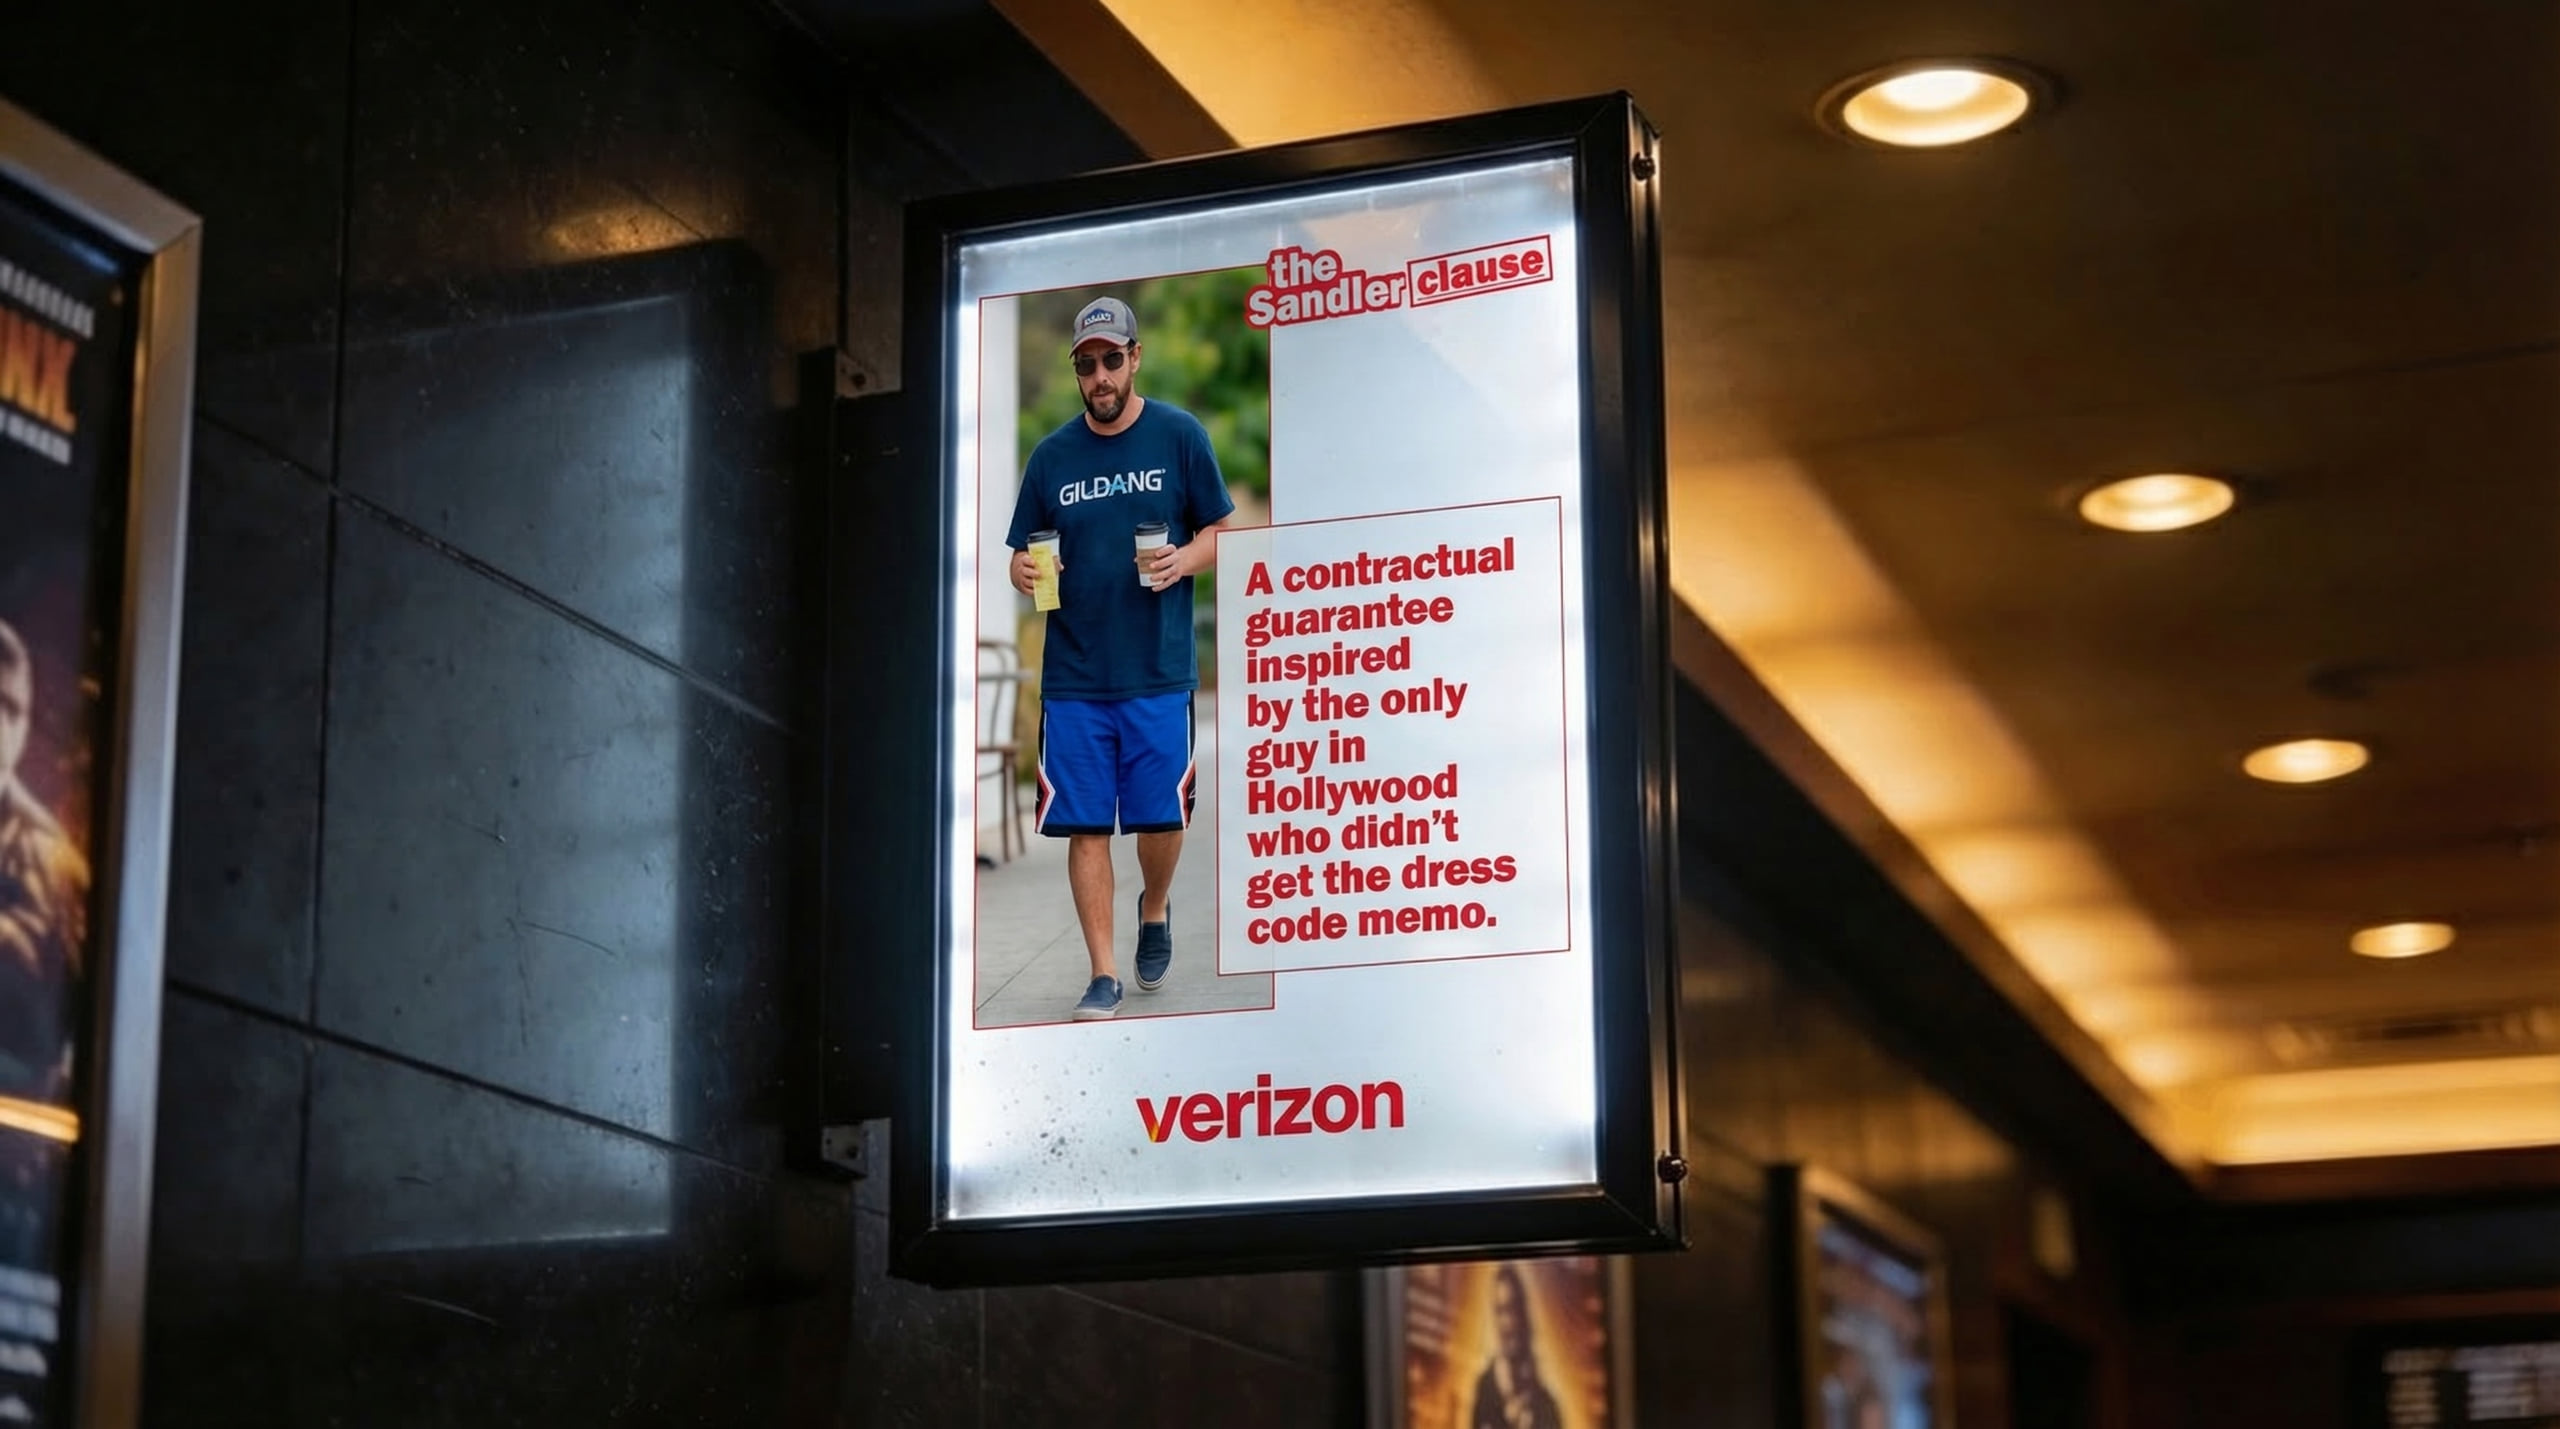 the
Sandler clause
GILDANG
A contractual
guarantee
inspired
by the only
guy in
Hollywood
who didn't
get the dress
code memo.
verizon